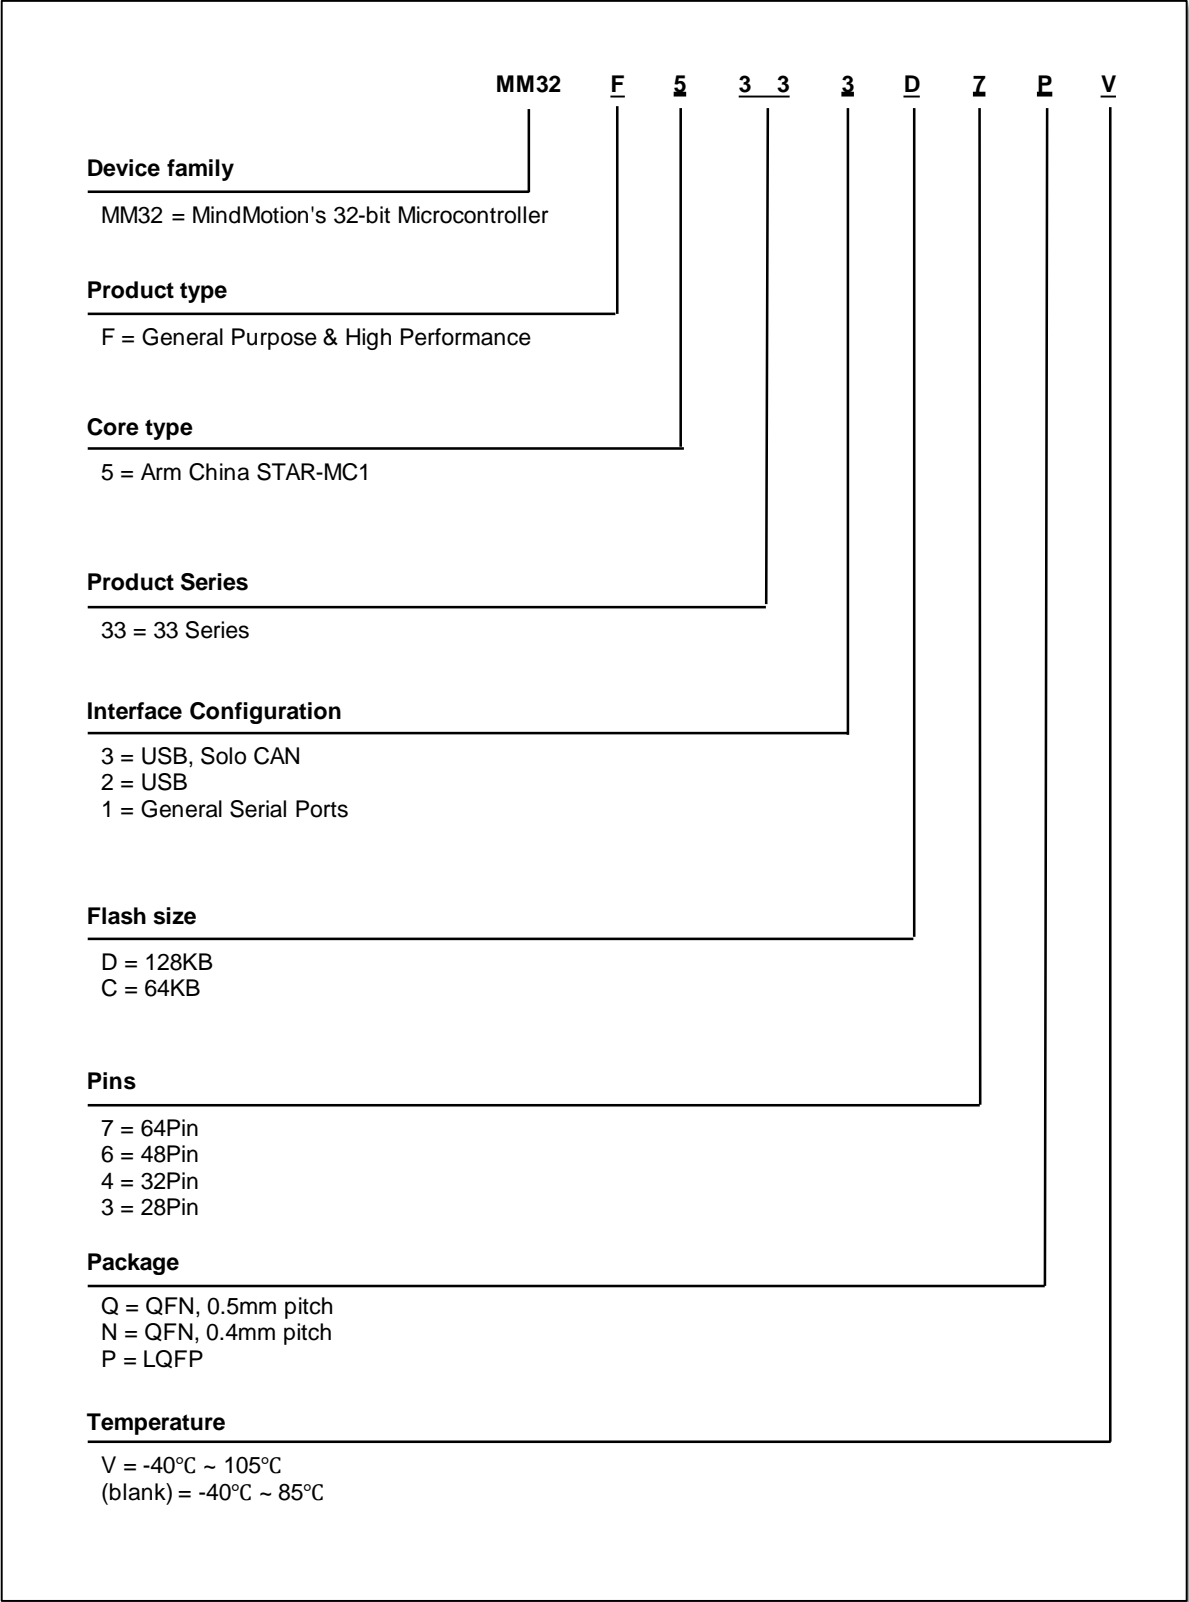 MM32 F 5 3 3 3 D 7 P V
Device family
MM32 = MindMotion's 32-bit Microcontroller
Product type
F = General Purpose & High Performance
Core type
5 = Arm China STAR-MC1
Product Series
33 = 33 Series
Interface Configuration
3 = USB, Solo CAN
2 = USB
1 = General Serial Ports
Flash size
D = 128KB
C = 64KB
Pins
7 = 64Pin
6 = 48Pin
4 = 32Pin
3 = 28Pin
Package
Q = QFN, 0.5mm pitch
N = QFN, 0.4mm pitch
P = LQFP
Temperature
V = -40℃ ~ 105℃
(blank) = -40℃ ~ 85℃